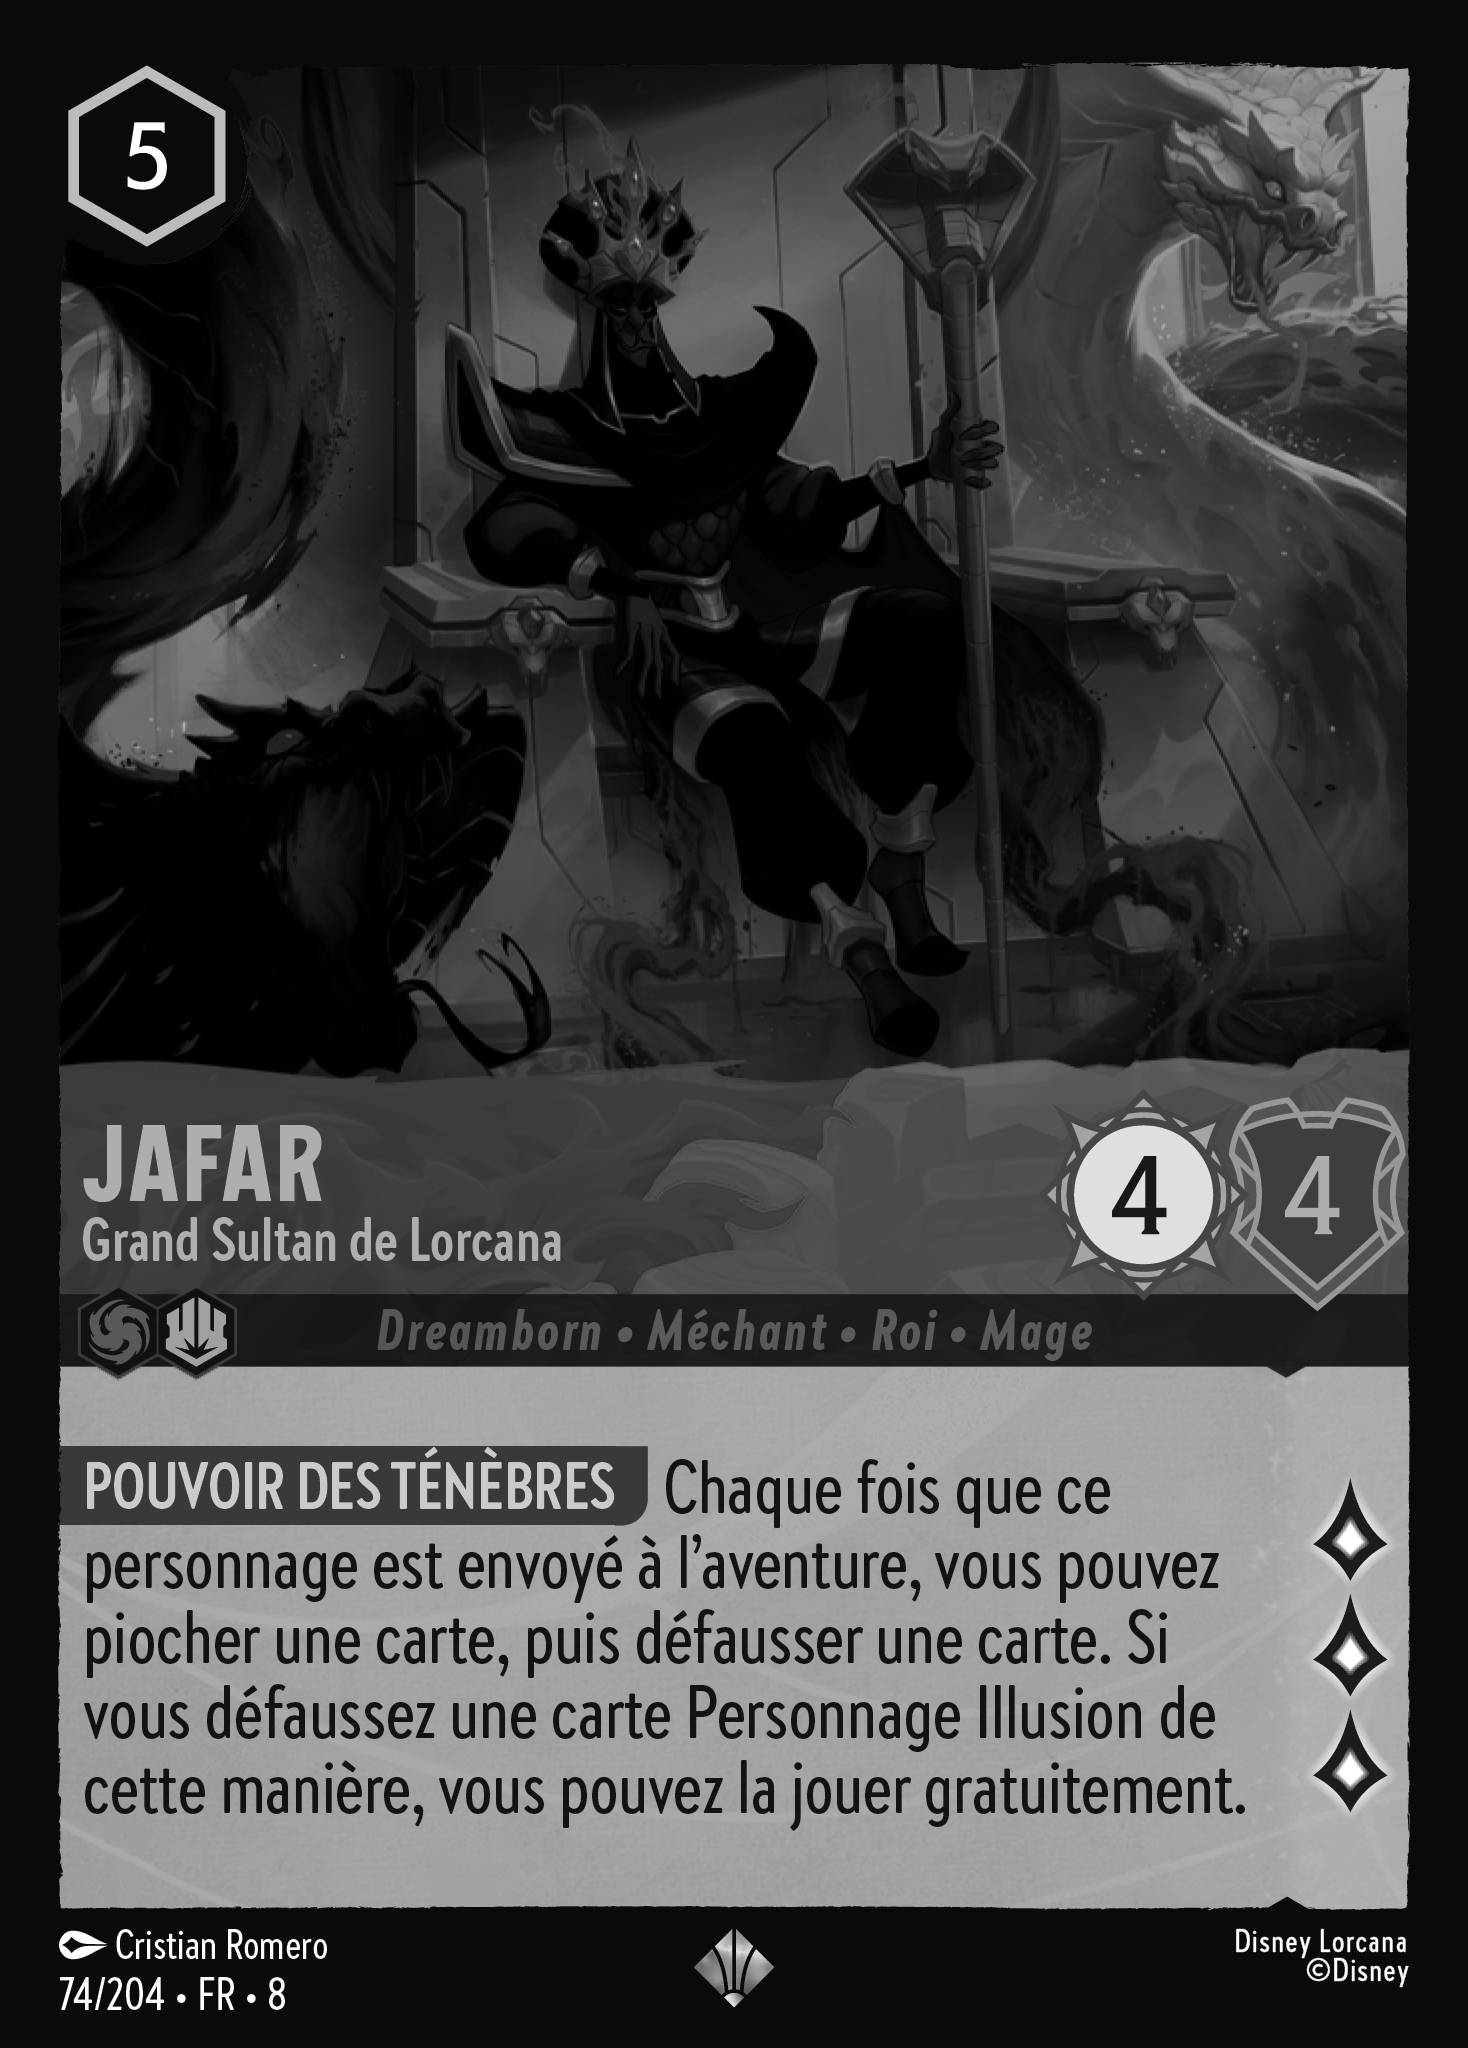 5
JAFAR
Grand Sultan de Lorcana
4 4
Dreamborn • Méchant • Roi • Mage
POUVOIR DES TÉNÈBRES Chaque fois que ce
personnage est envoyé à l’aventure, vous pouvez
piocher une carte, puis défausser une carte. Si
vous défaussez une carte Personnage Illusion de
cette manière, vous pouvez la jouer gratuitement.
Cristian Romero
74/204 • FR • 8
Disney Lorcana
©Disney